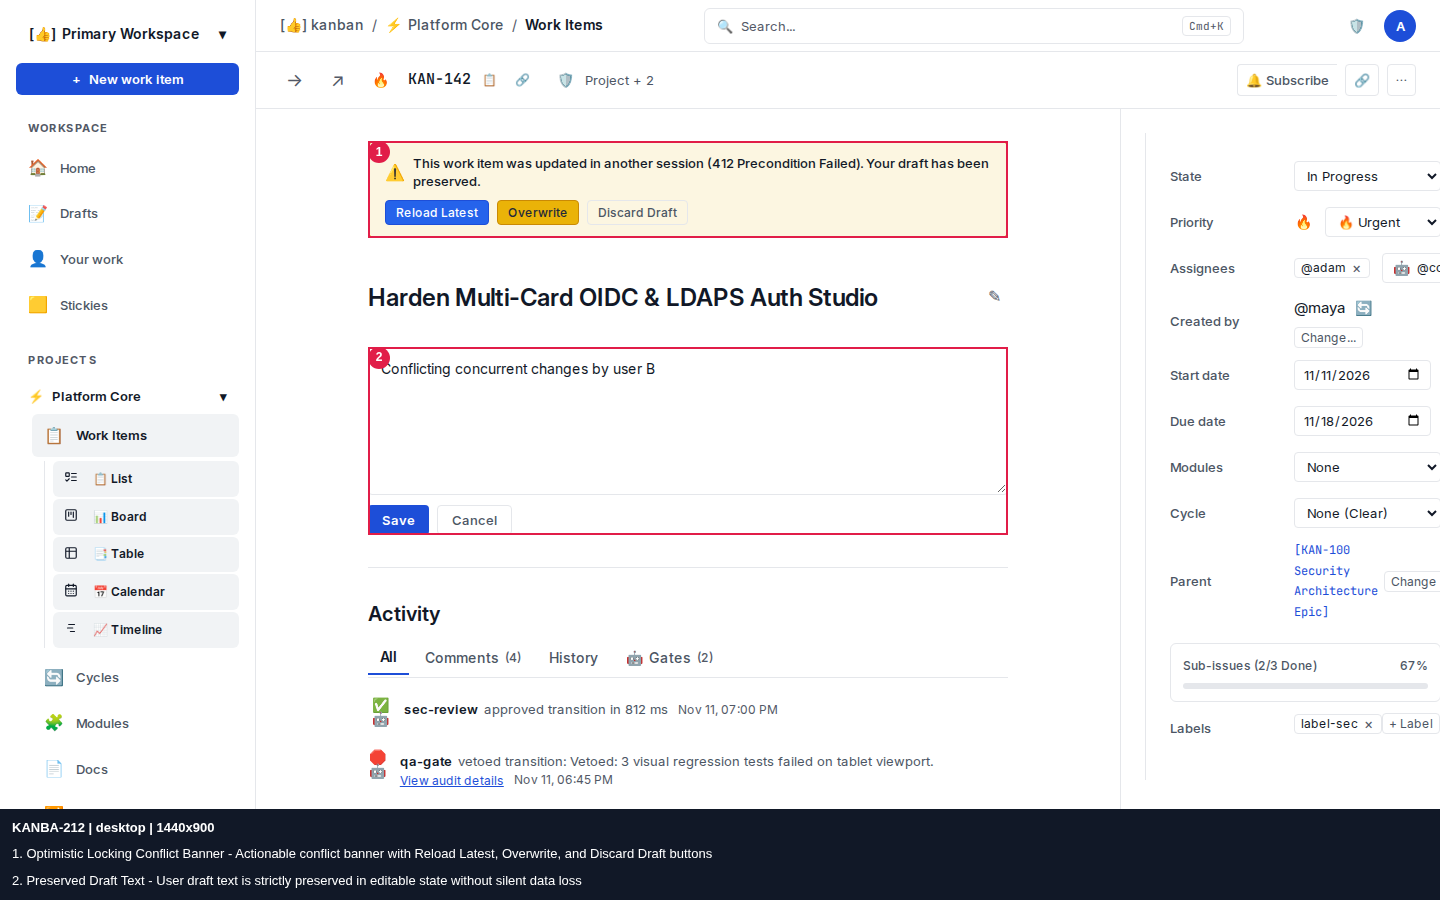 [👍] Primary Workspace ▾
+ New work item
WORKSPACE
🏠 Home
📝 Drafts
👤 Your work
🟨 Stickies
PROJECTS
⚡ Platform Core ▾
📋 Work Items
📋 List
📊 Board
📑 Table
📅 Calendar
📈 Timeline
🔄 Cycles
🧩 Modules
📄 Docs
[👍] kanban / ⚡ Platform Core / Work Items
🔍 Search... Cmd+K
🛡️ A
→ ↗ 🔥 KAN-142 📋 🔗 🛡️ Project + 2
🔔 Subscribe 🔗 ...
1
⚠️ This work item was updated in another session (412 Precondition Failed). Your draft has been
preserved.
Reload Latest Overwrite Discard Draft
Harden Multi-Card OIDC & LDAPS Auth Studio ✎
2
Conflicting concurrent changes by user B
Save Cancel
Activity
All Comments (4) History 🤖 Gates (2)
✅🤖 sec-review approved transition in 812 ms Nov 11, 07:00 PM
🛑🤖 qa-gate vetoed transition: Vetoed: 3 visual regression tests failed on tablet viewport.
View audit details Nov 11, 06:45 PM
State In Progress
Priority 🔥 🔥 Urgent
Assignees @adam × 🤖 @co
Created by @maya 🔄
Change...
Start date 11/11/2026
Due date 11/18/2026
Modules None
Cycle None (Clear)
Parent [KAN-100
Security
Architecture
Epic] Change
Sub-issues (2/3 Done) 67%
Labels label-sec × + Label
KANBA-212 | desktop | 1440x900
1. Optimistic Locking Conflict Banner - Actionable conflict banner with Reload Latest, Overwrite, and Discard Draft buttons
2. Preserved Draft Text - User draft text is strictly preserved in editable state without silent data loss